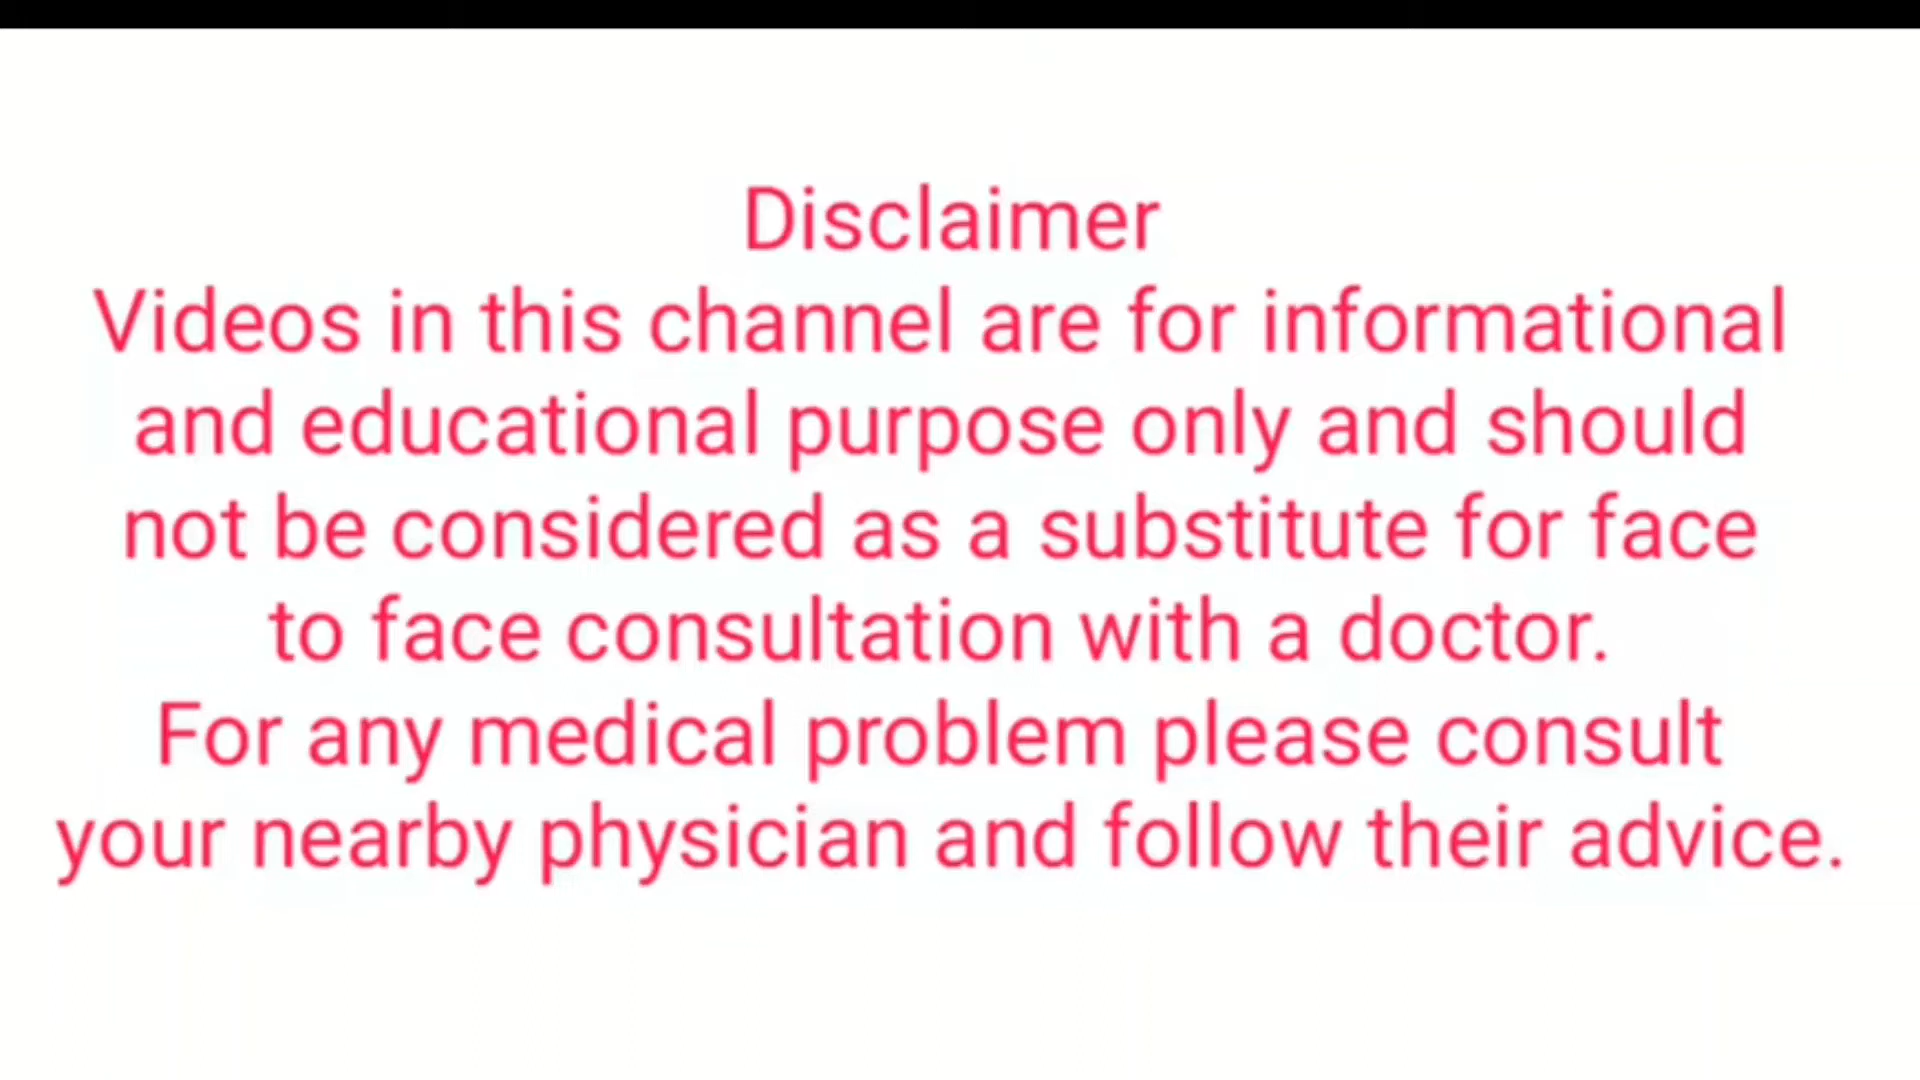 Disclaimer
Videos in this channel are for informational
and educational purpose only and should
not be considered as a substitute for face
to face consultation with a doctor.
For any medical problem please consult
your nearby physician and follow their advice.